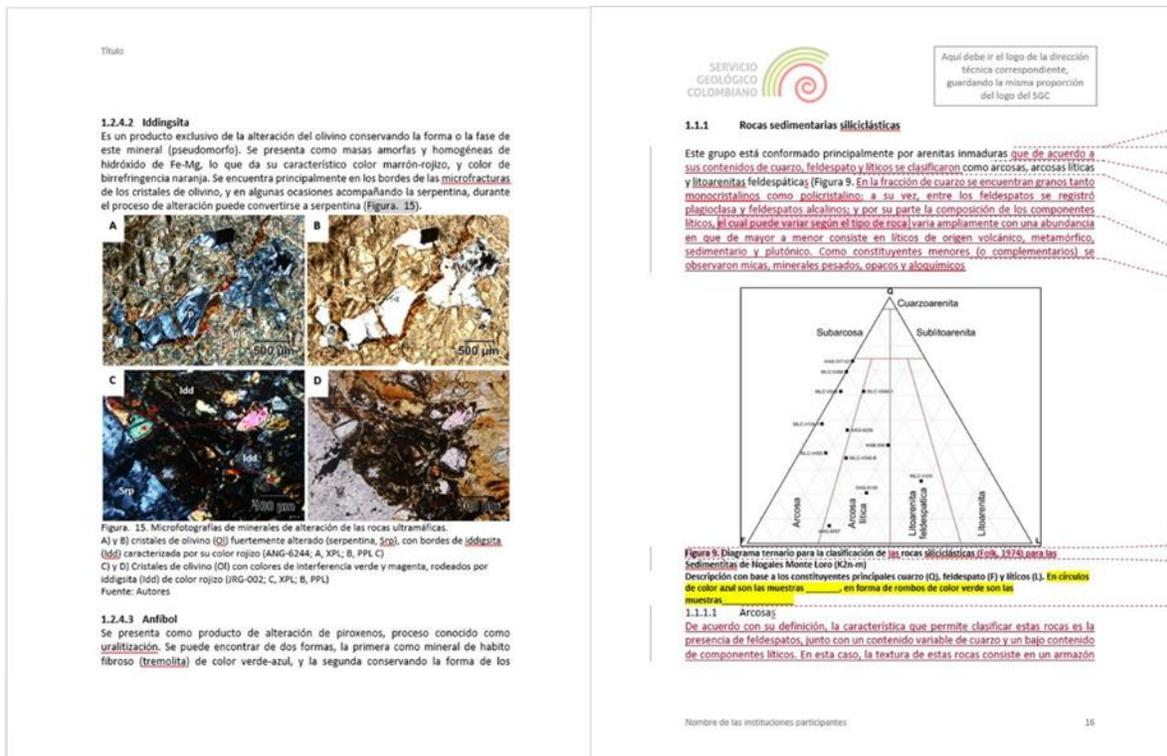 Título
1.2.4.2 Iddingsita
Es un producto exclusivo de la alteración del olivino conservando la forma o la fase de
este mineral (pseudomorfo). Se presenta como masas amorfas y homogéneas de
hidróxido de Fe-Mg, lo que da su característico color marrón-rojizo, y color de
birrefringencia naranja. Se encuentra principalmente en los bordes de las microfracturas
de los cristales de olivino, y en algunas ocasiones acompañando la serpentina, durante
el proceso de alteración puede convertirse a serpentina (Figura. 15).
A
B
Ol
Srp
500 µm
500 µm
C
D
Idd
Idd
Srp
Figura. 15. Microfotografías de minerales de alteración de las rocas ultramáficas.
A) y B) cristales de olivino (Ol) fuertemente alterado (serpentina, Srp), con bordes de iddigsita
(Idd) caracterizada por su color rojizo (ANG-6244; A, XPL; B, PPL C)
C) y D) Cristales de olivino (Ol) con colores de interferencia verde y magenta, rodeados por
iddigsita (Idd) de color rojizo (JRG-002; C, XPL; B, PPL)
Fuente: Autores
1.2.4.3 Anfíbol
Se presenta como producto de alteración de piroxenos, proceso conocido como
uralitización. Se puede encontrar de dos formas, la primera como mineral de habito
fibroso (tremolita) de color verde-azul, y la segunda conservando la forma de los
SERVICIO
GEOLÓGICO
COLOMBIANO
Aquí debe ir el logo de la dirección
técnica correspondiente,
guardando la misma proporción
del logo del SGC
1.1.1 Rocas sedimentarias siliciclásticas
Este grupo está conformado principalmente por arenitas inmaduras que de acuerdo a
sus contenidos de cuarzo, feldespato y líticos se clasificaron como arcosas, arcosas líticas
y litoarenitas feldespáticas (Figura 9. En la fracción de cuarzo se encuentran granos tanto
monocristalinos como policristalino; a su vez, entre los feldespatos se registró
plagioclasa y feldespatos alcalinos; y por su parte la composición de los componentes
líticos, el cual puede variar según el tipo de roca varia ampliamente con una abundancia
en que de mayor a menor consiste en líticos de origen volcánico, metamórfico,
sedimentario y plutónico. Como constituyentes menores (o complementarios) se
observaron micas, minerales pesados, opacos y aloquímicos
Q
Cuarzoarenita
Subarcosa
Sublitoarenita
Arcosa
Arcosa lítica
Litoarenita feldespatica
Litoarenita
F
L
Figura 9. Diagrama ternario para la clasificación de las rocas siliciclásticas (Folk, 1974) para las
Sedimentitas de Nogales Monte Loro (K2n-m)
Descripción con base a los constituyentes principales cuarzo (Q), feldespato (F) y líticos (L). En círculos
de color azul son las muestras _______, en forma de rombos de color verde son las
muestras______________
1.1.1.1 Arcosas
De acuerdo con su definición, la característica que permite clasificar estas rocas es la
presencia de feldespatos, junto con un contenido variable de cuarzo y un bajo contenido
de componentes líticos. En esta caso, la textura de estas rocas consiste en un armazón
Nombre de las instituciones participantes
16